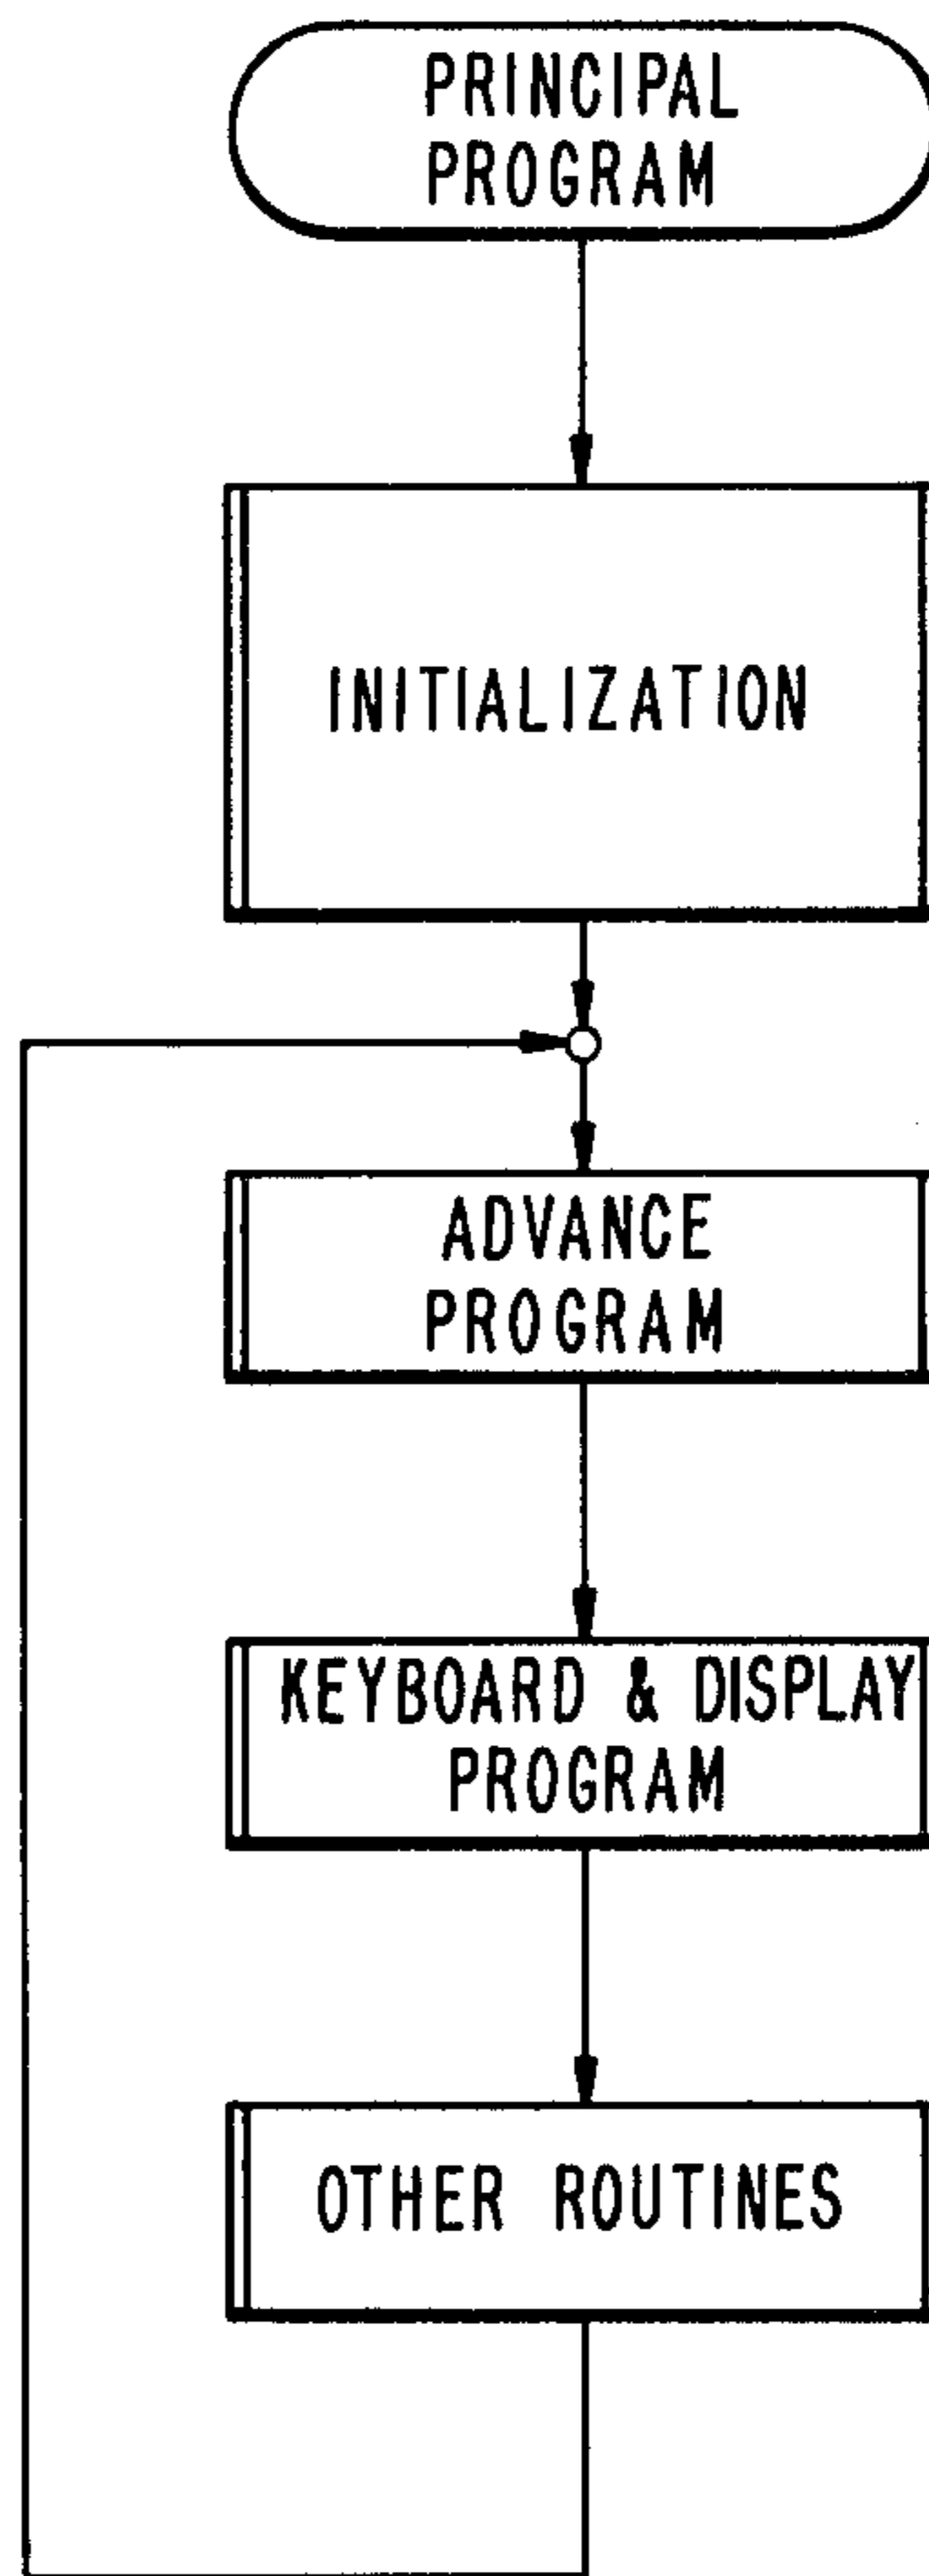 PRINCIPAL
PROGRAM
INITIALIZATION
ADVANCE
PROGRAM
KEYBOARD & DISPLAY
PROGRAM
OTHER ROUTINES